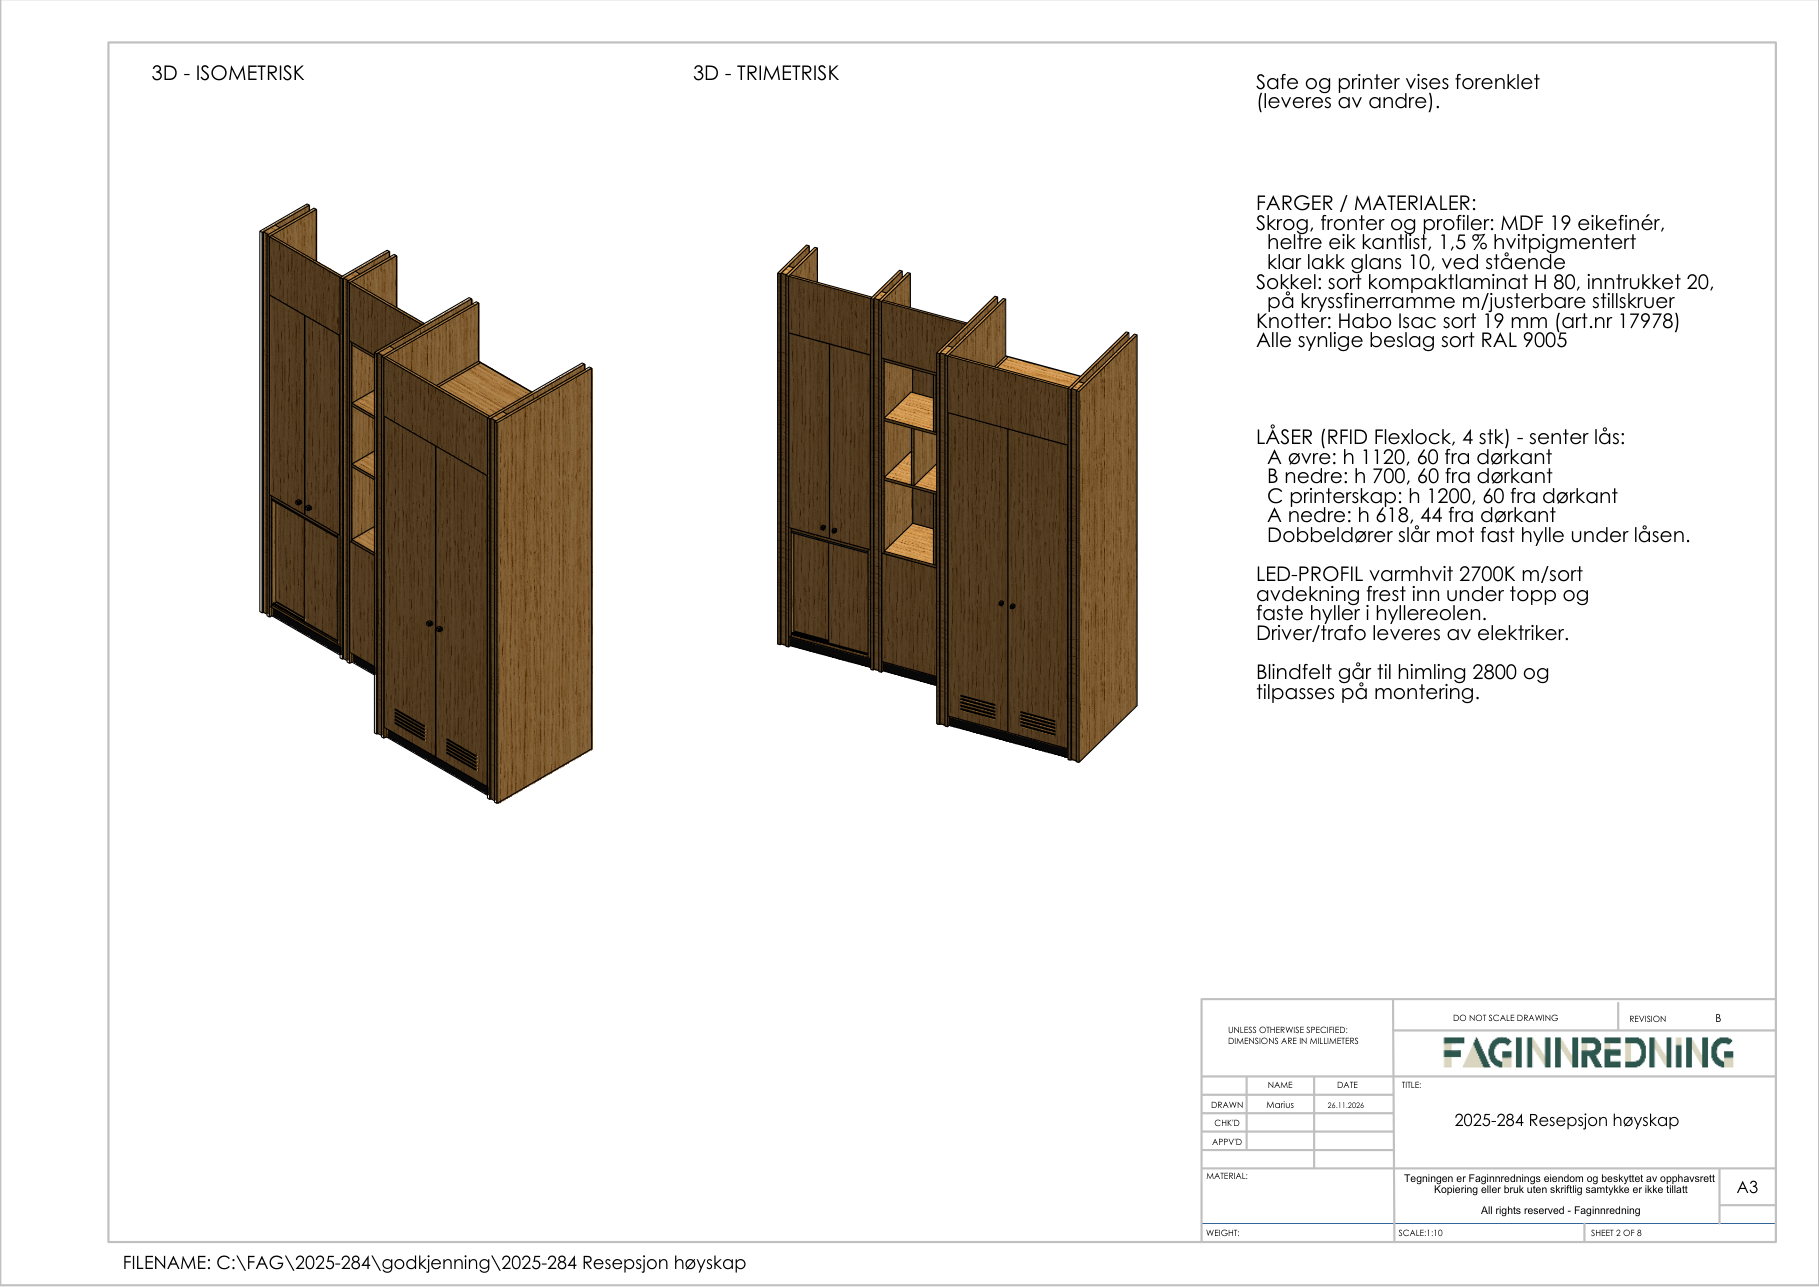 3D - ISOMETRISK
3D - TRIMETRISK
Safe og printer vises forenklet
(leveres av andre).
FARGER / MATERIALER:
Skrog, fronter og profiler: MDF 19 eikefinér,
heltre eik kantlist, 1,5 % hvitpigmentert
klar lakk glans 10, ved stående
Sokkel: sort kompaktlaminat H 80, inntrukket 20,
på kryssfinerramme m/justerbare stillskruer
Knotter: Habo Isac sort 19 mm (art.nr 17978)
Alle synlige beslag sort RAL 9005
LÅSER (RFID Flexlock, 4 stk) - senter lås:
A øvre: h 1120, 60 fra dørkant
B nedre: h 700, 60 fra dørkant
C printerskap: h 1200, 60 fra dørkant
A nedre: h 618, 44 fra dørkant
Dobbeldører slår mot fast hylle under låsen.
LED-PROFIL varmhvit 2700K m/sort
avdekning frest inn under topp og
faste hyller i hyllereolen.
Driver/trafo leveres av elektriker.
Blindfelt går til himling 2800 og
tilpasses på montering.
UNLESS OTHERWISE SPECIFIED:
DIMENSIONS ARE IN MILLIMETERS
DO NOT SCALE DRAWING
REVISION B
FAGINNREDNING
NAME DATE
DRAWN Marius 26.11.2026
CHK'D
APPV'D
TITLE:
2025-284 Resepsjon høyskap
MATERIAL:
Tegningen er Faginnrednings eiendom og beskyttet av opphavsrett
Kopiering eller bruk uten skriftlig samtykke er ikke tillatt
All rights reserved - Faginnredning
A3
WEIGHT:
SCALE:1:10
SHEET 2 OF 8
FILENAME: C:\FAG\2025-284\godkjenning\2025-284 Resepsjon høyskap